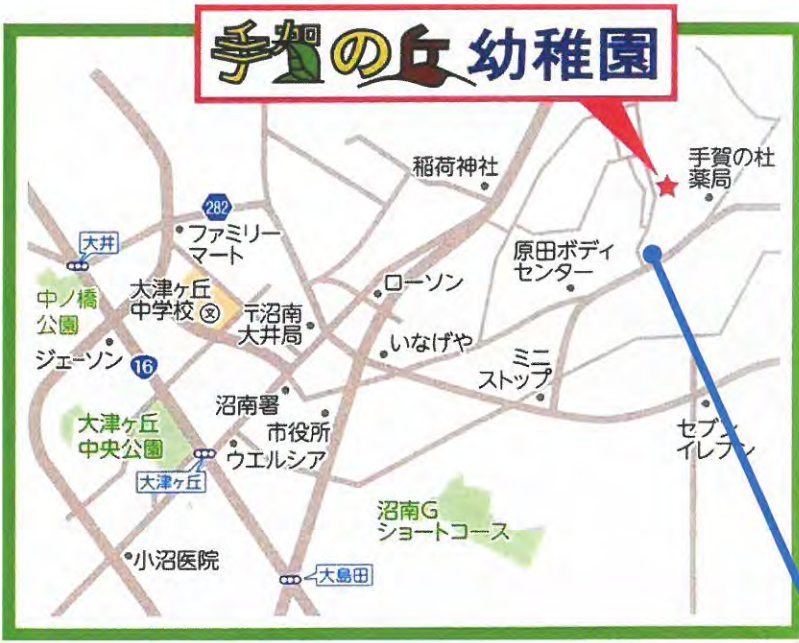 手賀の丘 幼稚園
稲荷神社
手賀の杜
薬局
282
ファミリー
マート
大井
原田ボディ
センター
中ノ橋
公園
大津ヶ丘
中学校 文
〒沼南
大井局
ローソン
ジェーソン
16
いなげや
ミニ
ストップ
沼南署
市役所
大津ヶ丘
中央公園
ウエルシア
セブン
イレブン
大津ヶ丘
沼南G
ショートコース
小沼医院
大島田